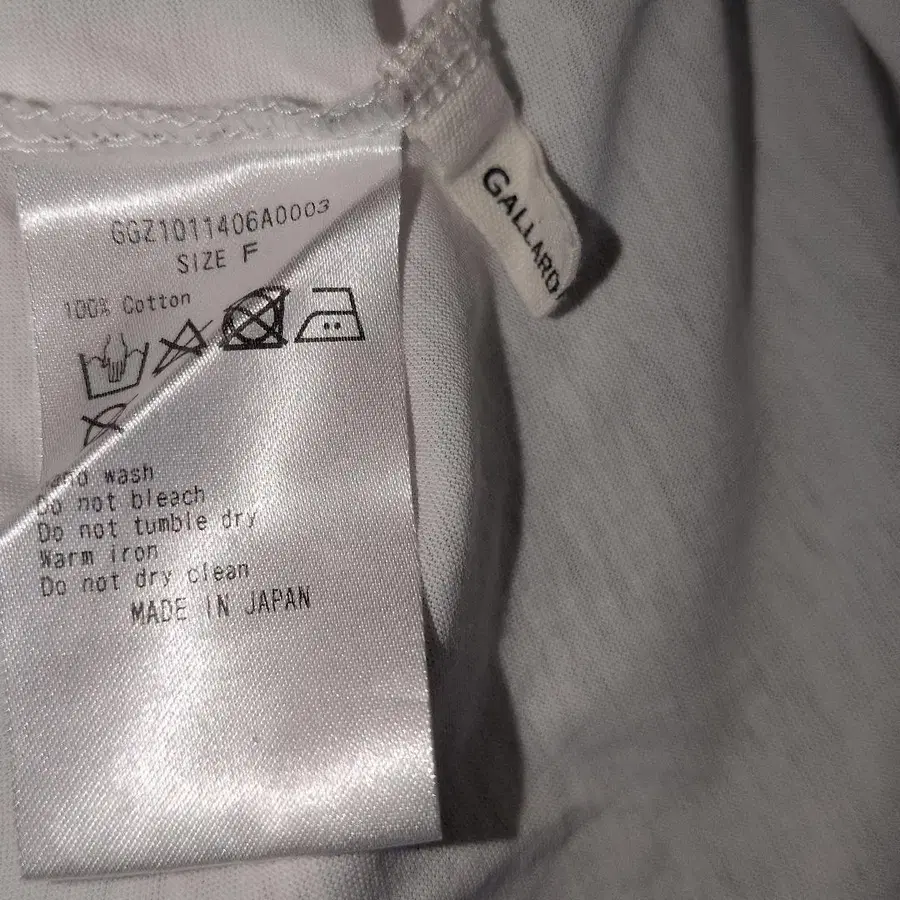 GGZ1011406A0003
SIZE F
100% Cotton
wash
Do not bleach
Do not tumble dry
Warm iron
Do not dry clean
MADE IN JAPAN